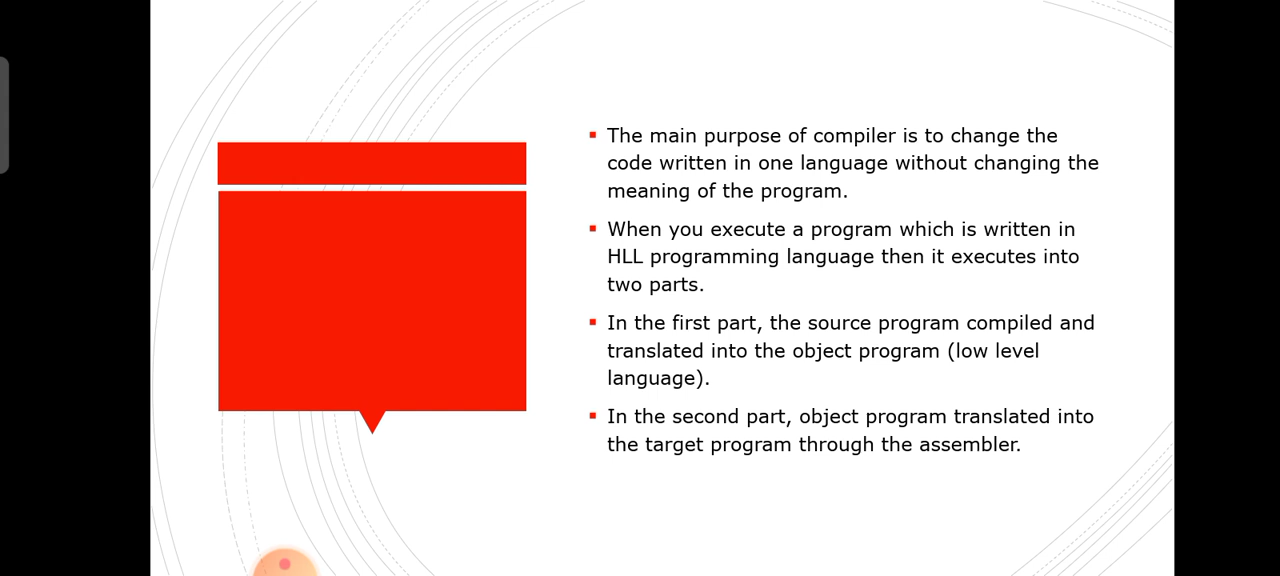 The main purpose of compiler is to change the
code written in one language without changing the
meaning of the program.
When you execute a program which is written in
HLL programming language then it executes into
two parts.
In the first part, the source program compiled and
translated into the object program (low level
language).
In the second part, object program translated into
the target program through the assembler.